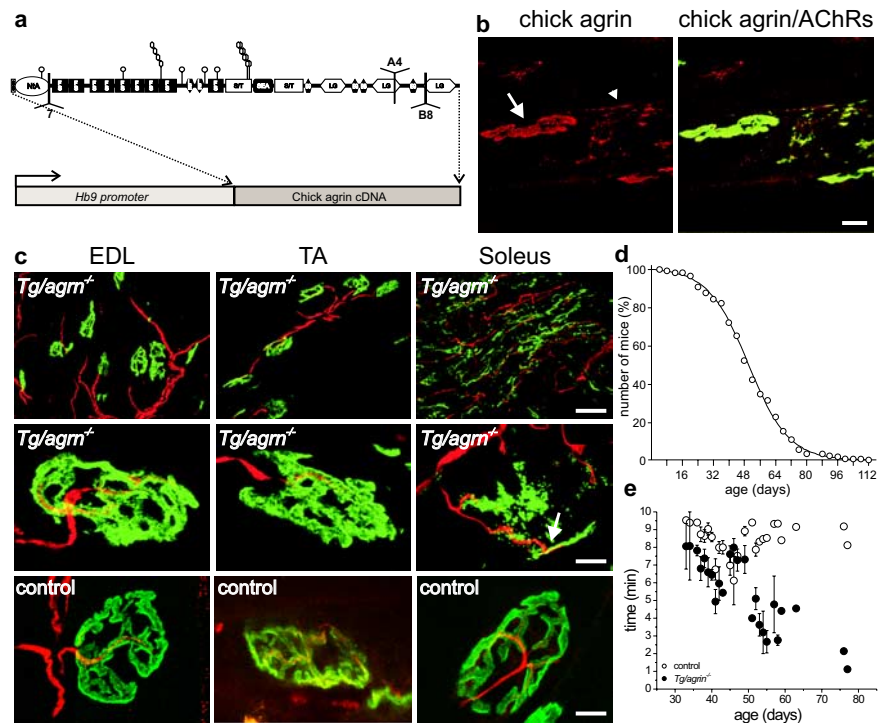 a
NtA
S/T
SEA
S/T
LG
LG
LG
A4
7
B8
Hb9 promoter
Chick agrin cDNA
b
chick agrin
chick agrin/AChRs
c
EDL
TA
Soleus
Tg/agrn-/-
Tg/agrn-/-
Tg/agrn-/-
Tg/agrn-/-
Tg/agrn-/-
Tg/agrn-/-
control
control
control
d
100
80
60
40
20
0
number of mice (%)
0
16
32
48
64
80
96
112
age (days)
e
10
9
8
7
6
5
4
3
2
1
0
time (min)
control
Tg/agrin-/-
30
40
50
60
70
80
age (days)